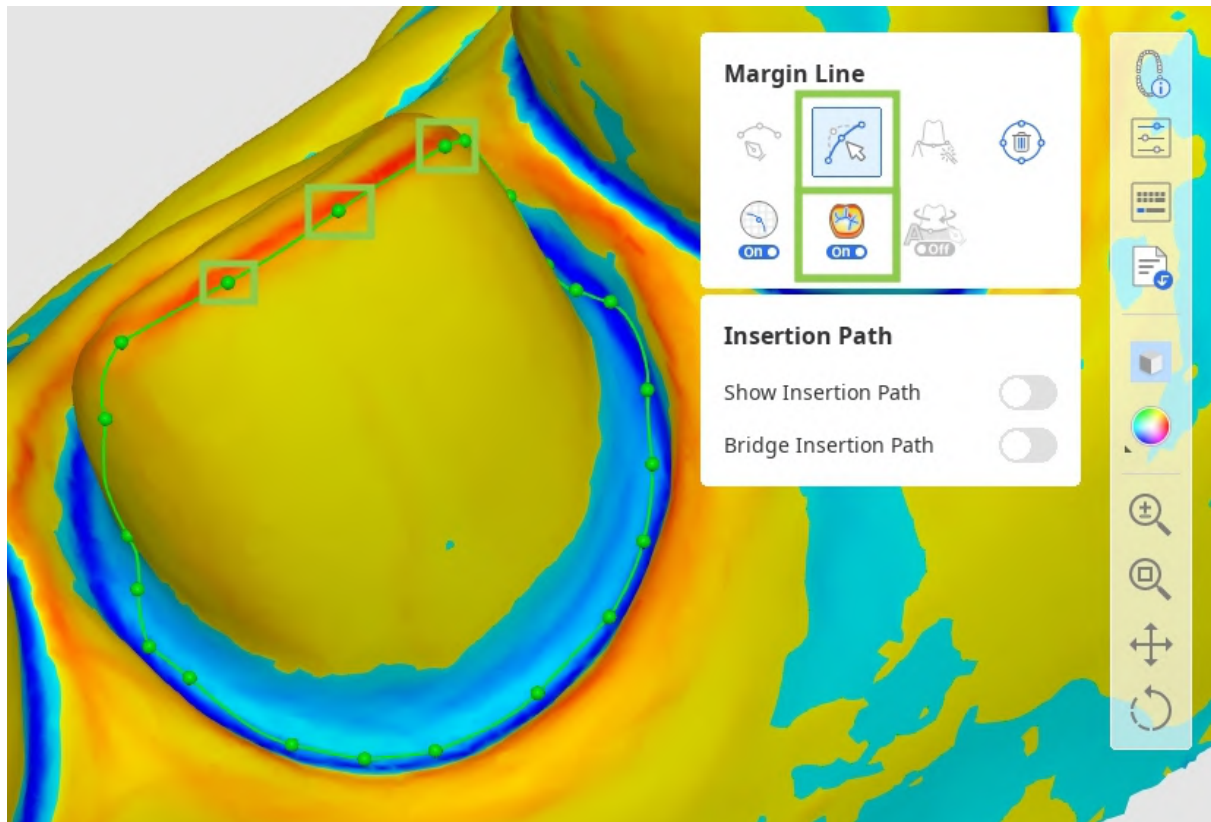 Margin Line
On
On
A
Off
Insertion Path
Show Insertion Path
Bridge Insertion Path